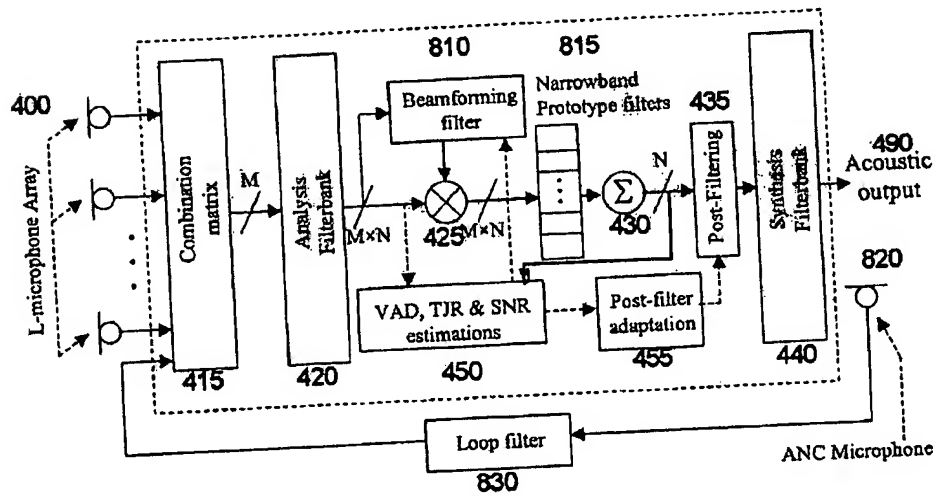 810
815
400
Beamforming
filter
Narrowband
Prototype filters
435
490
Acoustic
output
L-microphone Array
Combination
matrix
M
Analysis
Filterbank
M×N
425
M×N
Σ
430
N
Post-Filtering
Synthesis
Filterbank
820
VAD, TJR & SNR
estimations
Post-filter
adaptation
415
420
450
455
440
Loop filter
830
ANC Microphone